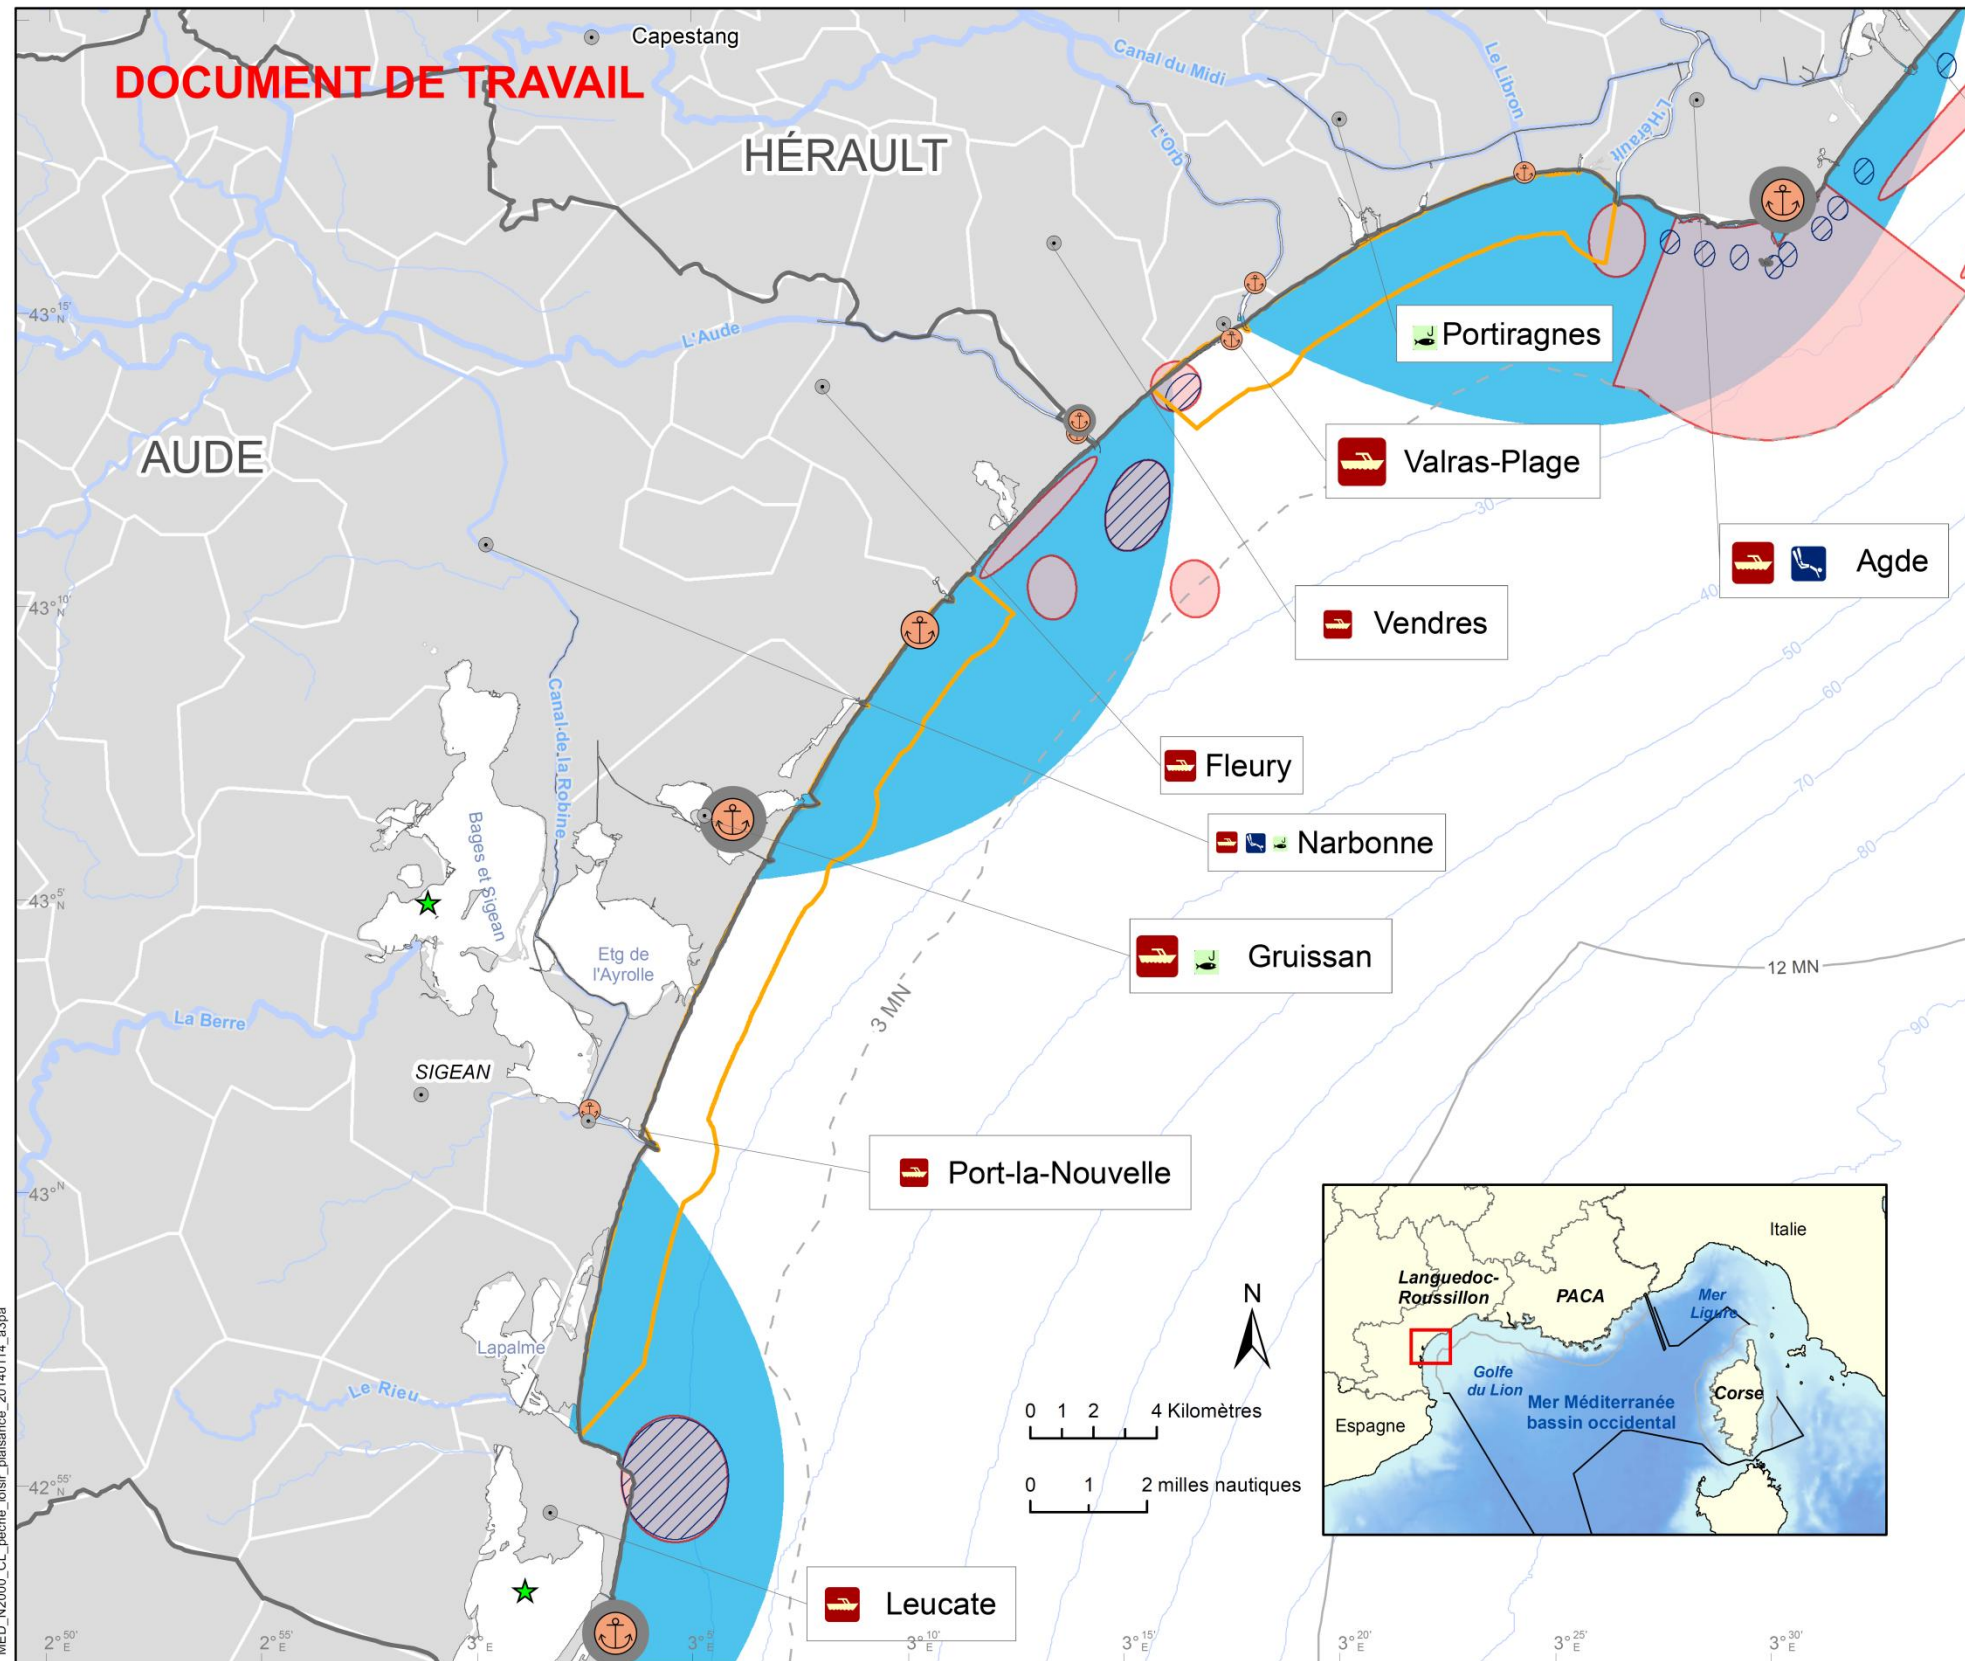 Capestang
DOCUMENT DE TRAVAIL
HÉRAULT
AUDE
Canal du Midi
L'Orb
Le Libron
L'Hérault
L'Aude
43° 15' N
43° 10' N
43° 5' N
43° N
42° 55' N
Portiragnes
Valras-Plage
Agde
Vendres
Fleury
Narbonne
Gruissan
Port-la-Nouvelle
Leucate
Canal de la Robine
Bages et Sigean
Etg de
l'Ayrolle
La Berre
SIGEAN
Lapalme
Le Rieu
3 MN
12 MN
30
40
50
60
70
80
90
N
0 1 2 4 Kilomètres
0 1 2 milles nautiques
Italie
Languedoc-
Roussillon
PACA
Mer
Ligure
Golfe
du Lion
Corse
Mer Méditerranée
bassin occidental
Espagne
2° 50' E
2° 55' E
3° E
3° 5' E
3° 10' E
3° 15' E
3° 20' E
3° 25' E
3° 30' E
MED_N2000_CL_peche_loisir_plaisance_20140114_a3pa